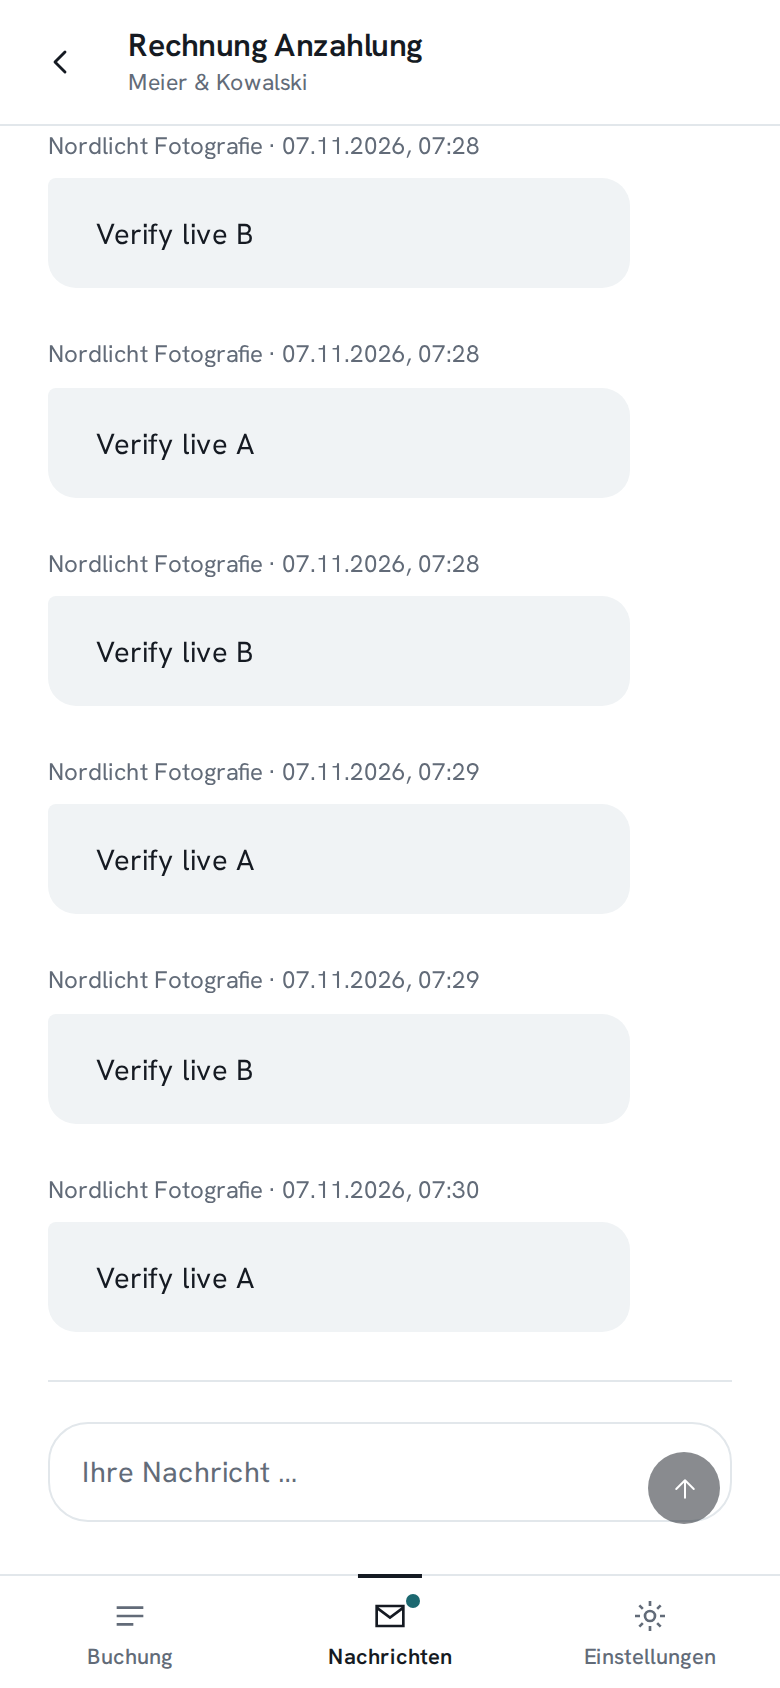 Rechnung Anzahlung
Meier & Kowalski
Nordlicht Fotografie · 07.11.2026, 07:28
Verify live B
Nordlicht Fotografie · 07.11.2026, 07:28
Verify live A
Nordlicht Fotografie · 07.11.2026, 07:28
Verify live B
Nordlicht Fotografie · 07.11.2026, 07:29
Verify live A
Nordlicht Fotografie · 07.11.2026, 07:29
Verify live B
Nordlicht Fotografie · 07.11.2026, 07:30
Verify live A
Ihre Nachricht ...
Buchung
Nachrichten
Einstellungen